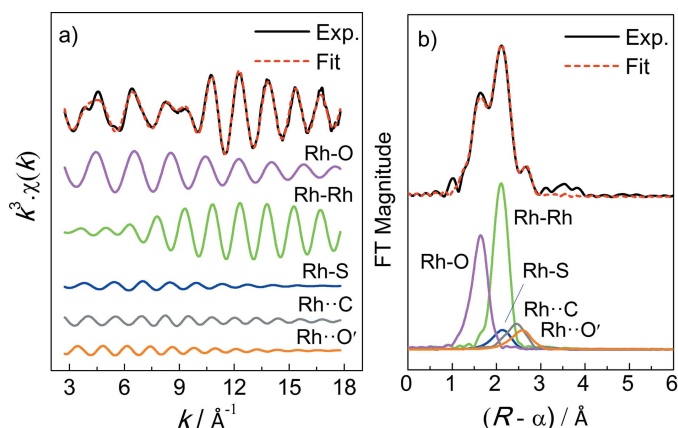 a)
Exp.
Fit
Rh-O
Rh-Rh
Rh-S
Rh··C
Rh··O′
k³.χ(k)
3 6 9 12 15 18
k / Å⁻¹
b)
Exp.
Fit
Rh-Rh
Rh-O
Rh-S
Rh··C
Rh··O′
FT Magnitude
0 1 2 3 4 5 6
(R - α) / Å